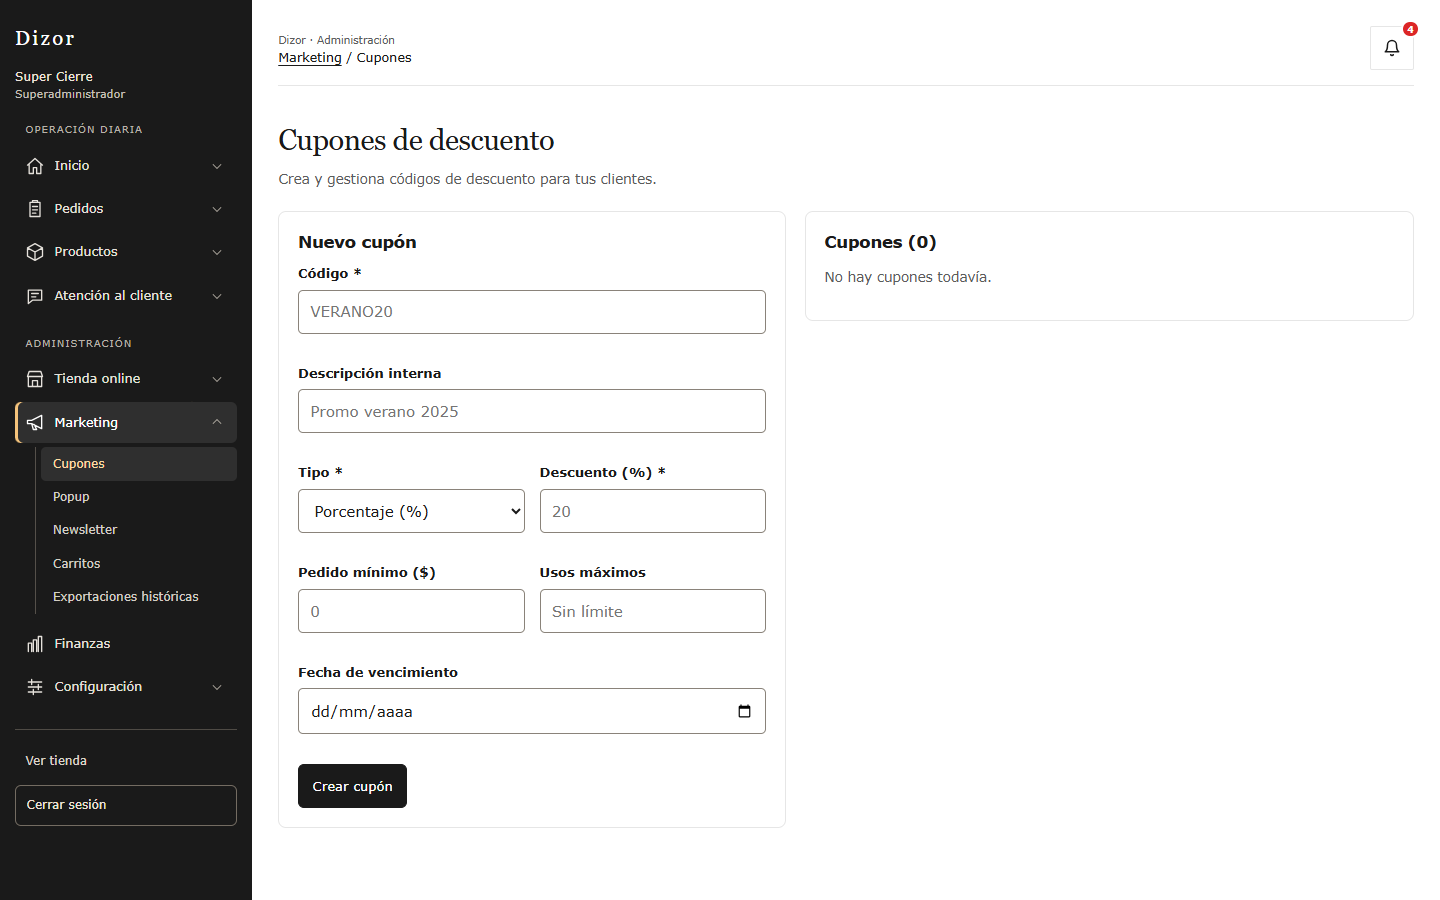 Dizor
Super Cierre
Superadministrador
OPERACIÓN DIARIA
Inicio
Pedidos
Productos
Atención al cliente
ADMINISTRACIÓN
Tienda online
Marketing
Cupones
Popup
Newsletter
Carritos
Exportaciones históricas
Finanzas
Configuración
Ver tienda
Cerrar sesión
Dizor · Administración
Marketing / Cupones
4
Cupones de descuento
Crea y gestiona códigos de descuento para tus clientes.
Nuevo cupón
Código *
VERANO20
Descripción interna
Promo verano 2025
Tipo * Descuento (%) *
Porcentaje (%) 20
Pedido mínimo ($) Usos máximos
0 Sin límite
Fecha de vencimiento
dd/mm/aaaa
Crear cupón
Cupones (0)
No hay cupones todavía.